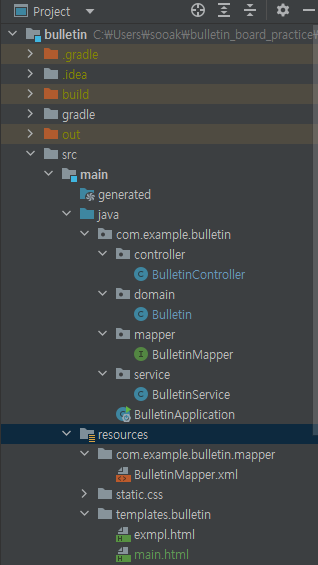 Project
bulletin C:₩Users₩sooak₩bulletin_board_practice₩
.gradle
.idea
build
gradle
out
src
main
generated
java
com.example.bulletin
controller
BulletinController
domain
Bulletin
mapper
BulletinMapper
service
BulletinService
BulletinApplication
resources
com.example.bulletin.mapper
BulletinMapper.xml
static.css
templates.bulletin
exmpl.html
main.html